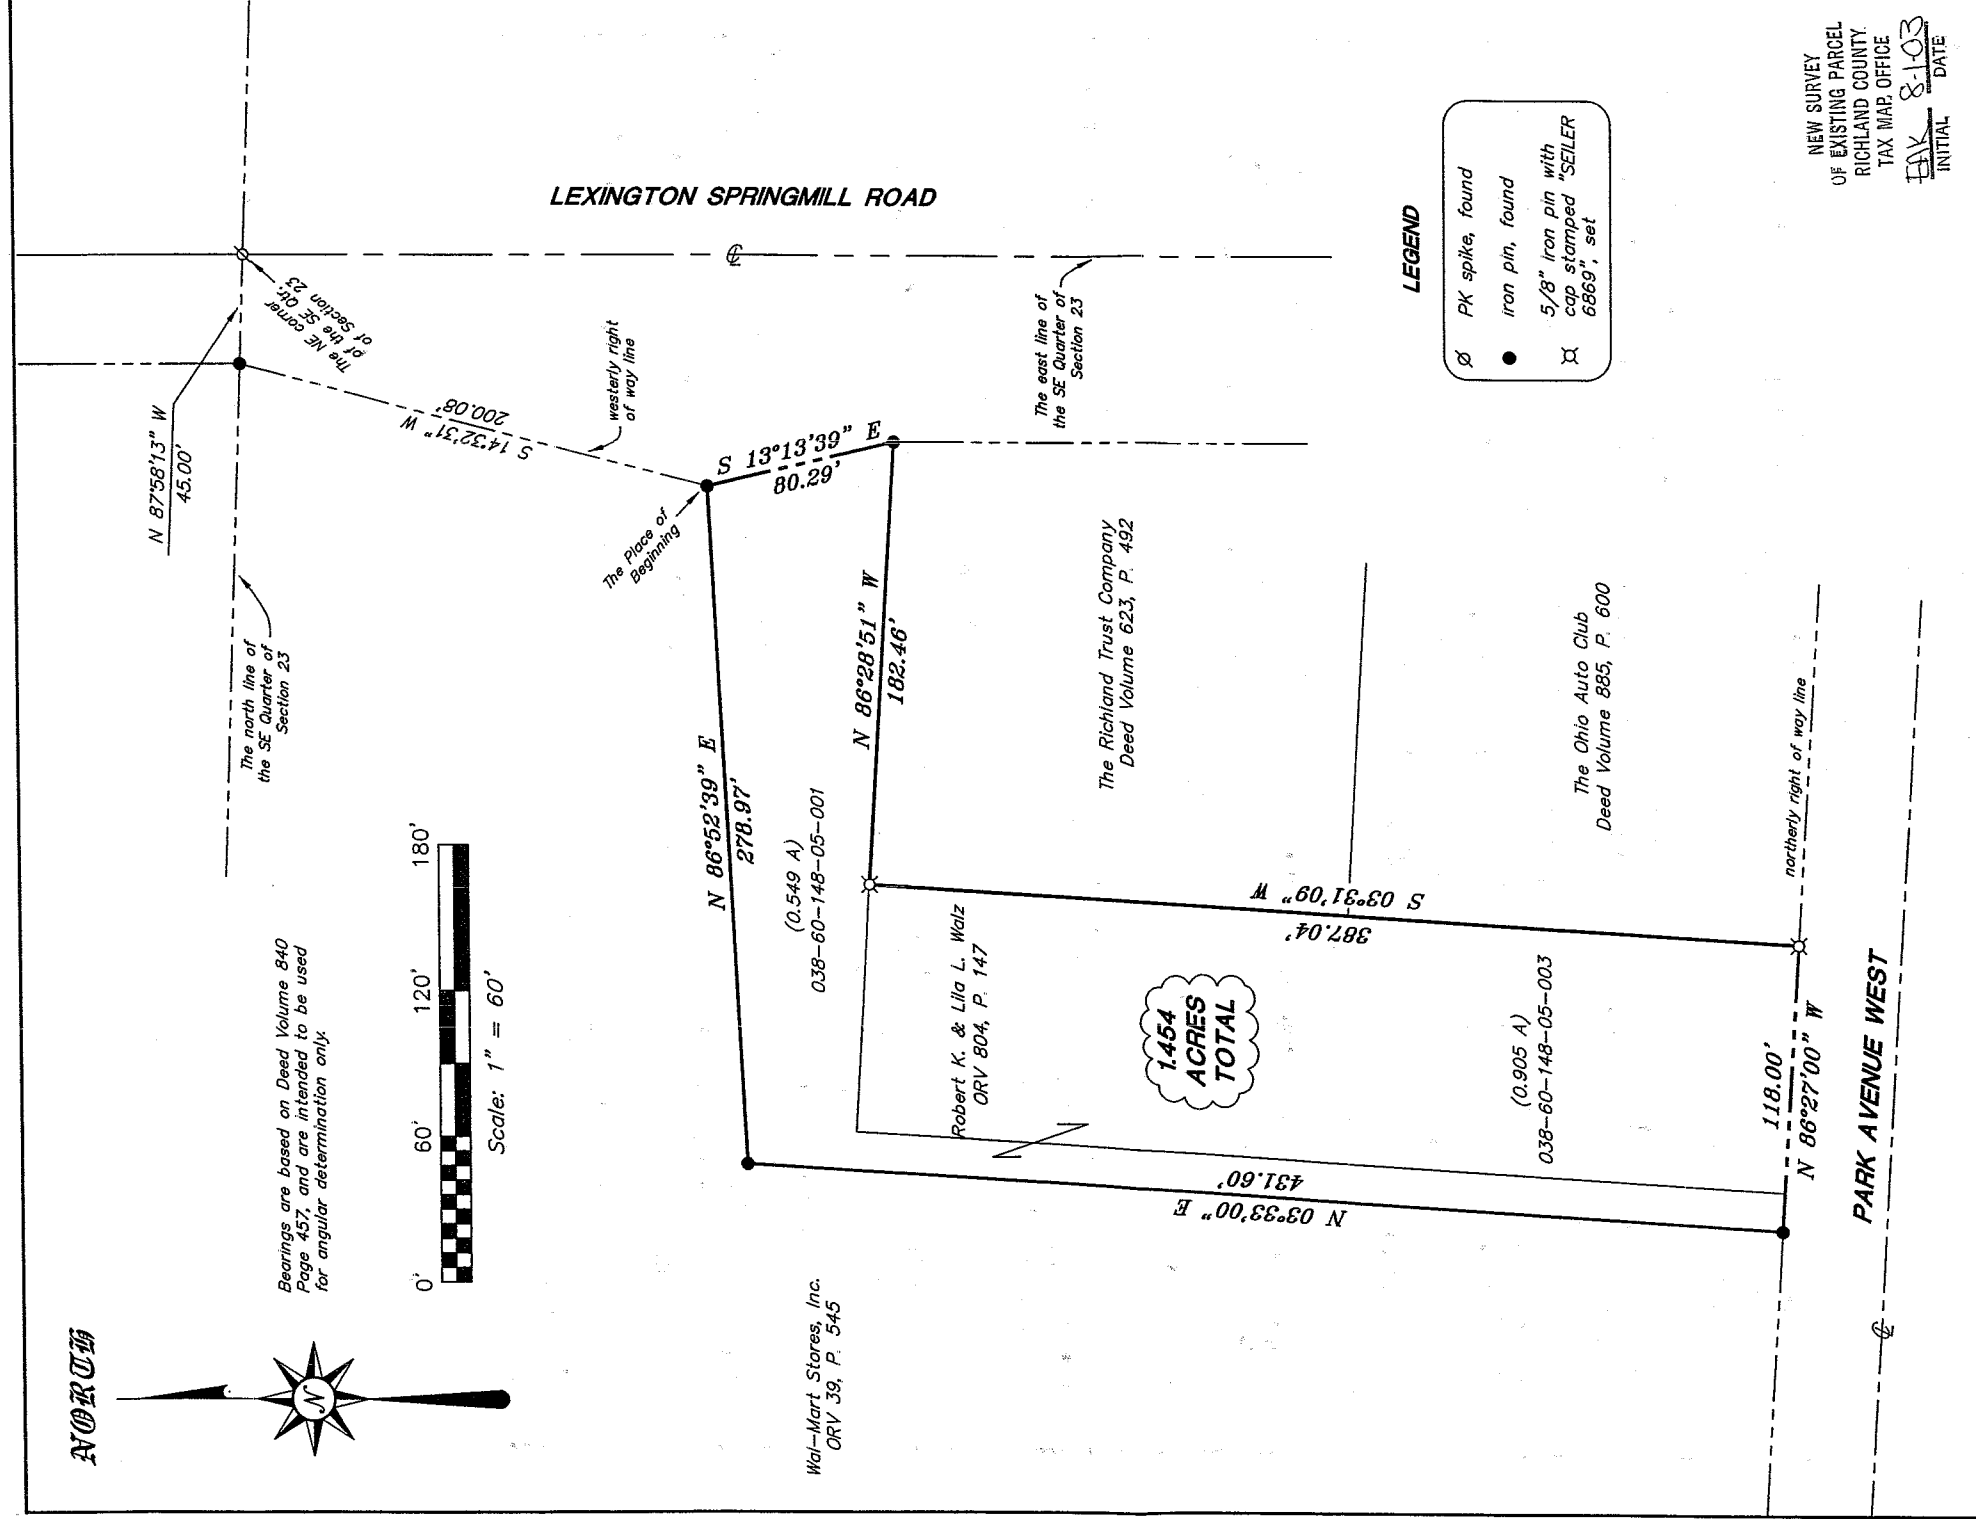 NORTH
Bearings are based on Deed Volume 840
Page 457, and are intended to be used
for angular determination only.
0'
60'
120'
180'
Scale: 1" = 60'
N 87°58'13" W
45.00'
The NE corner
of the SE Qtr.
of Section 23
The north line of
the SE Quarter of
Section 23
S 14°32'31" W
200.08'
westerly right
of way line
LEXINGTON SPRINGMILL ROAD
℄
The east line of
the SE Quarter of
Section 23
The Place of
Beginning
S 13°13'39" E
80.29'
N 86°52'39" E
278.97'
N 86°28'51" W
182.46'
(0.549 A)
038-60-148-05-001
Robert K. & Lila L. Walz
ORV 804, P. 147
1.454
ACRES
TOTAL
S 03°31'09" W
387.04'
(0.905 A)
038-60-148-05-003
431.60'
N 03°33'00" E
118.00'
N 86°27'00" W
Wal-Mart Stores, Inc.
ORV 39, P. 545
The Richland Trust Company
Deed Volume 623, P. 492
The Ohio Auto Club
Deed Volume 885, P. 600
northerly right of way line
PARK AVENUE WEST
℄
LEGEND
PK spike, found
iron pin, found
5/8" iron pin with
cap stamped "SEILER
6869", set
NEW SURVEY
OF EXISTING PARCEL
RICHLAND COUNTY
TAX MAP OFFICE
8-1-03
INITIAL DATE